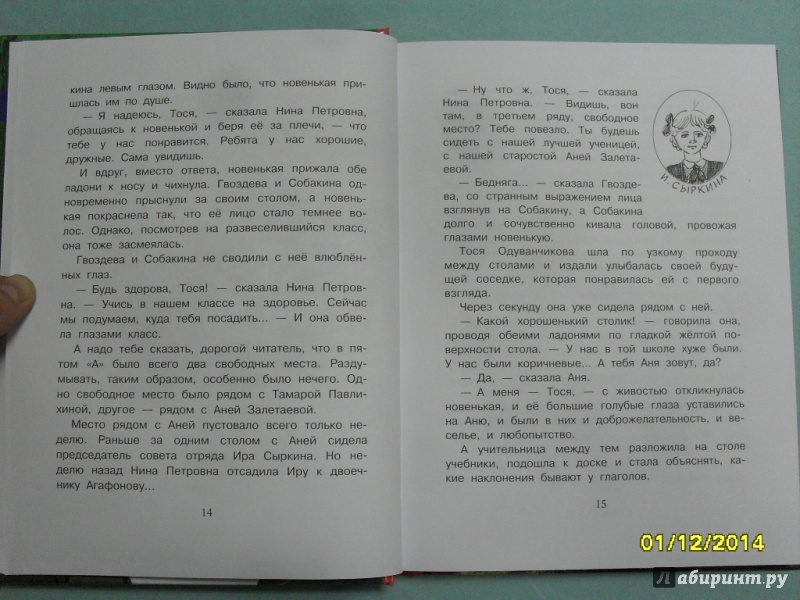 кина левым глазом. Видно было, что новенькая при-
шлась им по душе.
— Я надеюсь, Тося, — сказала Нина Петровна,
обращаясь к новенькой и беря её за плечи, — что
тебе у нас понравится. Ребята у нас хорошие,
дружные. Сама увидишь.
И вдруг, вместо ответа, новенькая прижала обе
ладони к носу и чихнула. Гвоздева и Собакина од-
новременно прыснули за своим столом, а новень-
кая покраснела так, что её лицо стало темнее во-
лос. Однако, посмотрев на развеселившийся класс,
она тоже засмеялась.
Гвоздева и Собакина не сводили с неё влюблён-
ных глаз.
— Будь здорова, Тося! — сказала Нина Петров-
на. — Учись в нашем классе на здоровье. Сейчас
мы подумаем, куда тебя посадить... — И она обве-
ла глазами класс.
А надо тебе сказать, дорогой читатель, что в пя-
том «А» было всего два свободных места. Разду-
мывать, таким образом, особенно было нечего. Од-
но свободное место было рядом с Тамарой Павли-
хиной, другое — рядом с Аней Залетаевой.
Место рядом с Аней пустовало всего только не-
делю. Раньше за одним столом с Аней сидела
председатель совета отряда Ира Сыркина. Но не-
делю назад Нина Петровна отсадила Иру к двоеч-
нику Агафонову...
14
— Ну что ж, Тося, — сказала
Нина Петровна. — Видишь, вон
там, в третьем ряду, свободное
место? Тебе повезло. Ты будешь
сидеть с нашей лучшей ученицей,
с нашей старостой Аней Залета-
евой.
И. СЫРКИНА
— Бедняга... — сказала Гвозде-
ва, со странным выражением лица
взглянув на Собакину, а Собакина
долго и сочувственно кивала головой, провожая
глазами новенькую.
Тося Одуванчикова шла по узкому проходу
между столами и издали улыбалась своей буду-
щей соседке, которая понравилась ей с первого
взгляда.
Через секунду она уже сидела рядом с ней.
— Какой хорошенький столик! — говорила она,
проводя обеими ладонями по гладкой жёлтой по-
верхности стола. — У нас в той школе хуже были.
У нас были коричневые... А тебя Аня зовут, да?
— Да, — сказала Аня.
— А меня — Тося, — с живостью откликнулась
новенькая, и её большие голубые глаза уставились
на Аню, и были в них и доброжелательность, и ве-
селье, и любопытство.
А учительница между тем разложила на столе
учебники, подошла к доске и стала объяснять, ка-
кие наклонения бывают у глаголов.
15
01/12/2014
Лабиринт.ру